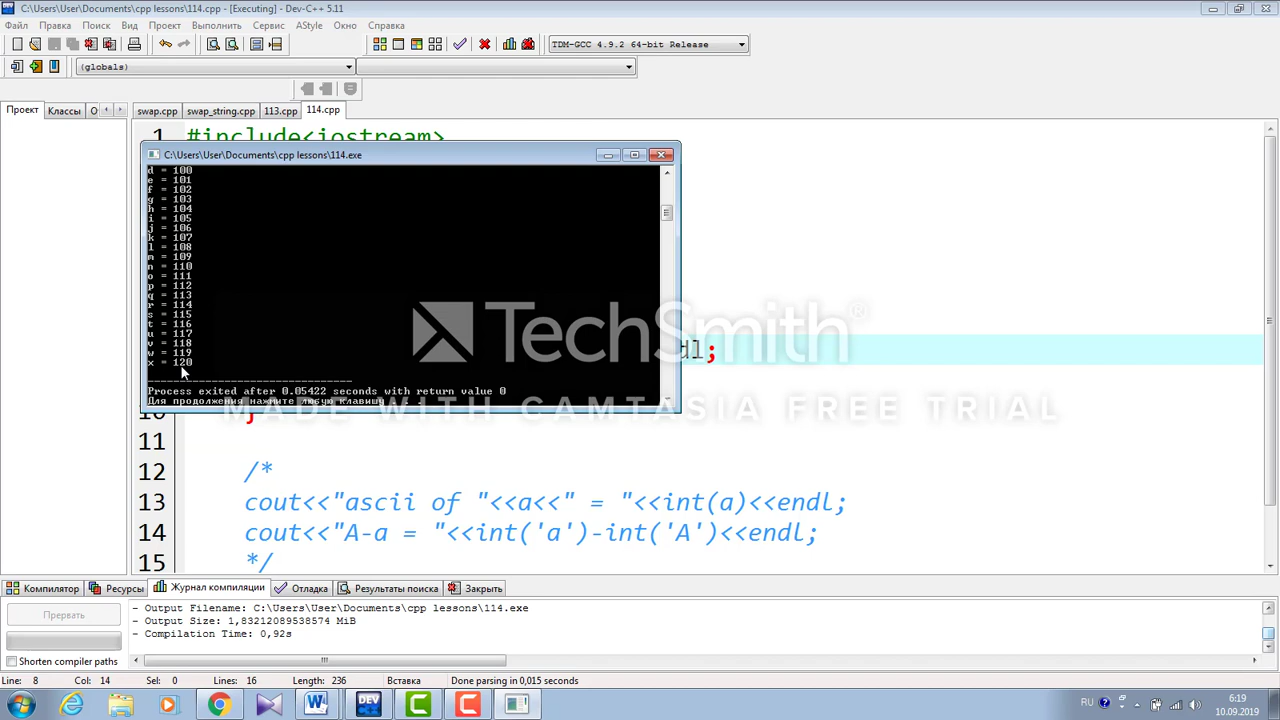 C:\Users\User\Documents\cpp lessons\114.cpp - [Executing] - Dev-C++ 5.11
Файл Правка Поиск Вид Проект Выполнить Сервис AStyle Окно Справка
TDM-GCC 4.9.2 64-bit Release
(globals)
Проект Классы О swap.cpp swap_string.cpp 113.cpp 114.cpp
1 #include<iostream>
C:\Users\User\Documents\cpp lessons\114.exe
d = 100
e = 101
f = 102
g = 103
h = 104
i = 105
j = 106
k = 107
l = 108
m = 109
n = 110
o = 111
p = 112
q = 113
r = 114
s = 115
t = 116
u = 117
v = 118
w = 119
x = 120
Process exited after 0.05422 seconds with return value 0
Для продолжения нажмите любую клавишу . . .
dl;
TechSmith®
MADE WITH CAMTASIA FREE TRIAL
10 }
11
12 /*
13 cout<<"ascii of "<<a<<" = "<<int(a)<<endl;
14 cout<<"A-a = "<<int('a')-int('A')<<endl;
15 */
Компилятор Ресурсы Журнал компиляции Отладка Результаты поиска Закрыть
Прервать
Shorten compiler paths
- Output Filename: C:\Users\User\Documents\cpp lessons\114.exe
- Output Size: 1,83212089538574 MiB
- Compilation Time: 0,92s
Line: 8 Col: 14 Sel: 0 Lines: 16 Length: 236 Вставка Done parsing in 0,015 seconds
DEV
RU
6:19
10.09.2019